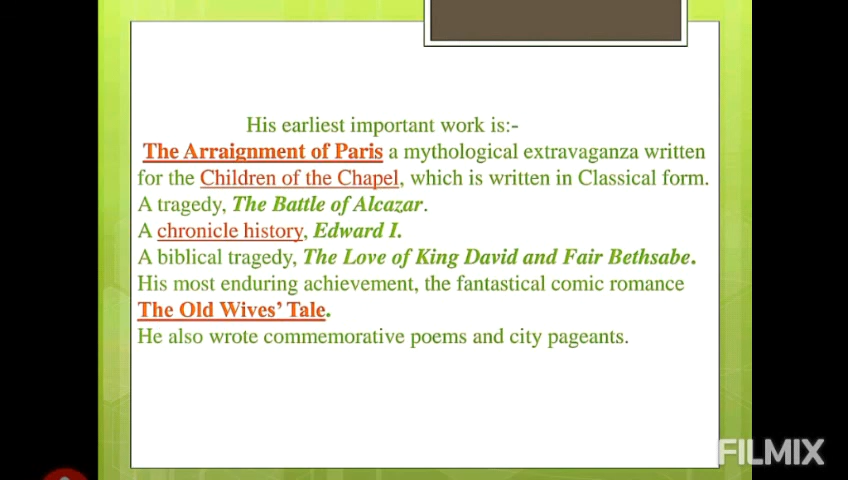 His earliest important work is:-
The Arraignment of Paris a mythological extravaganza written
for the Children of the Chapel, which is written in Classical form.
A tragedy, The Battle of Alcazar.
A chronicle history, Edward I.
A biblical tragedy, The Love of King David and Fair Bethsabe.
His most enduring achievement, the fantastical comic romance
The Old Wives’ Tale.
He also wrote commemorative poems and city pageants.
FILMIX